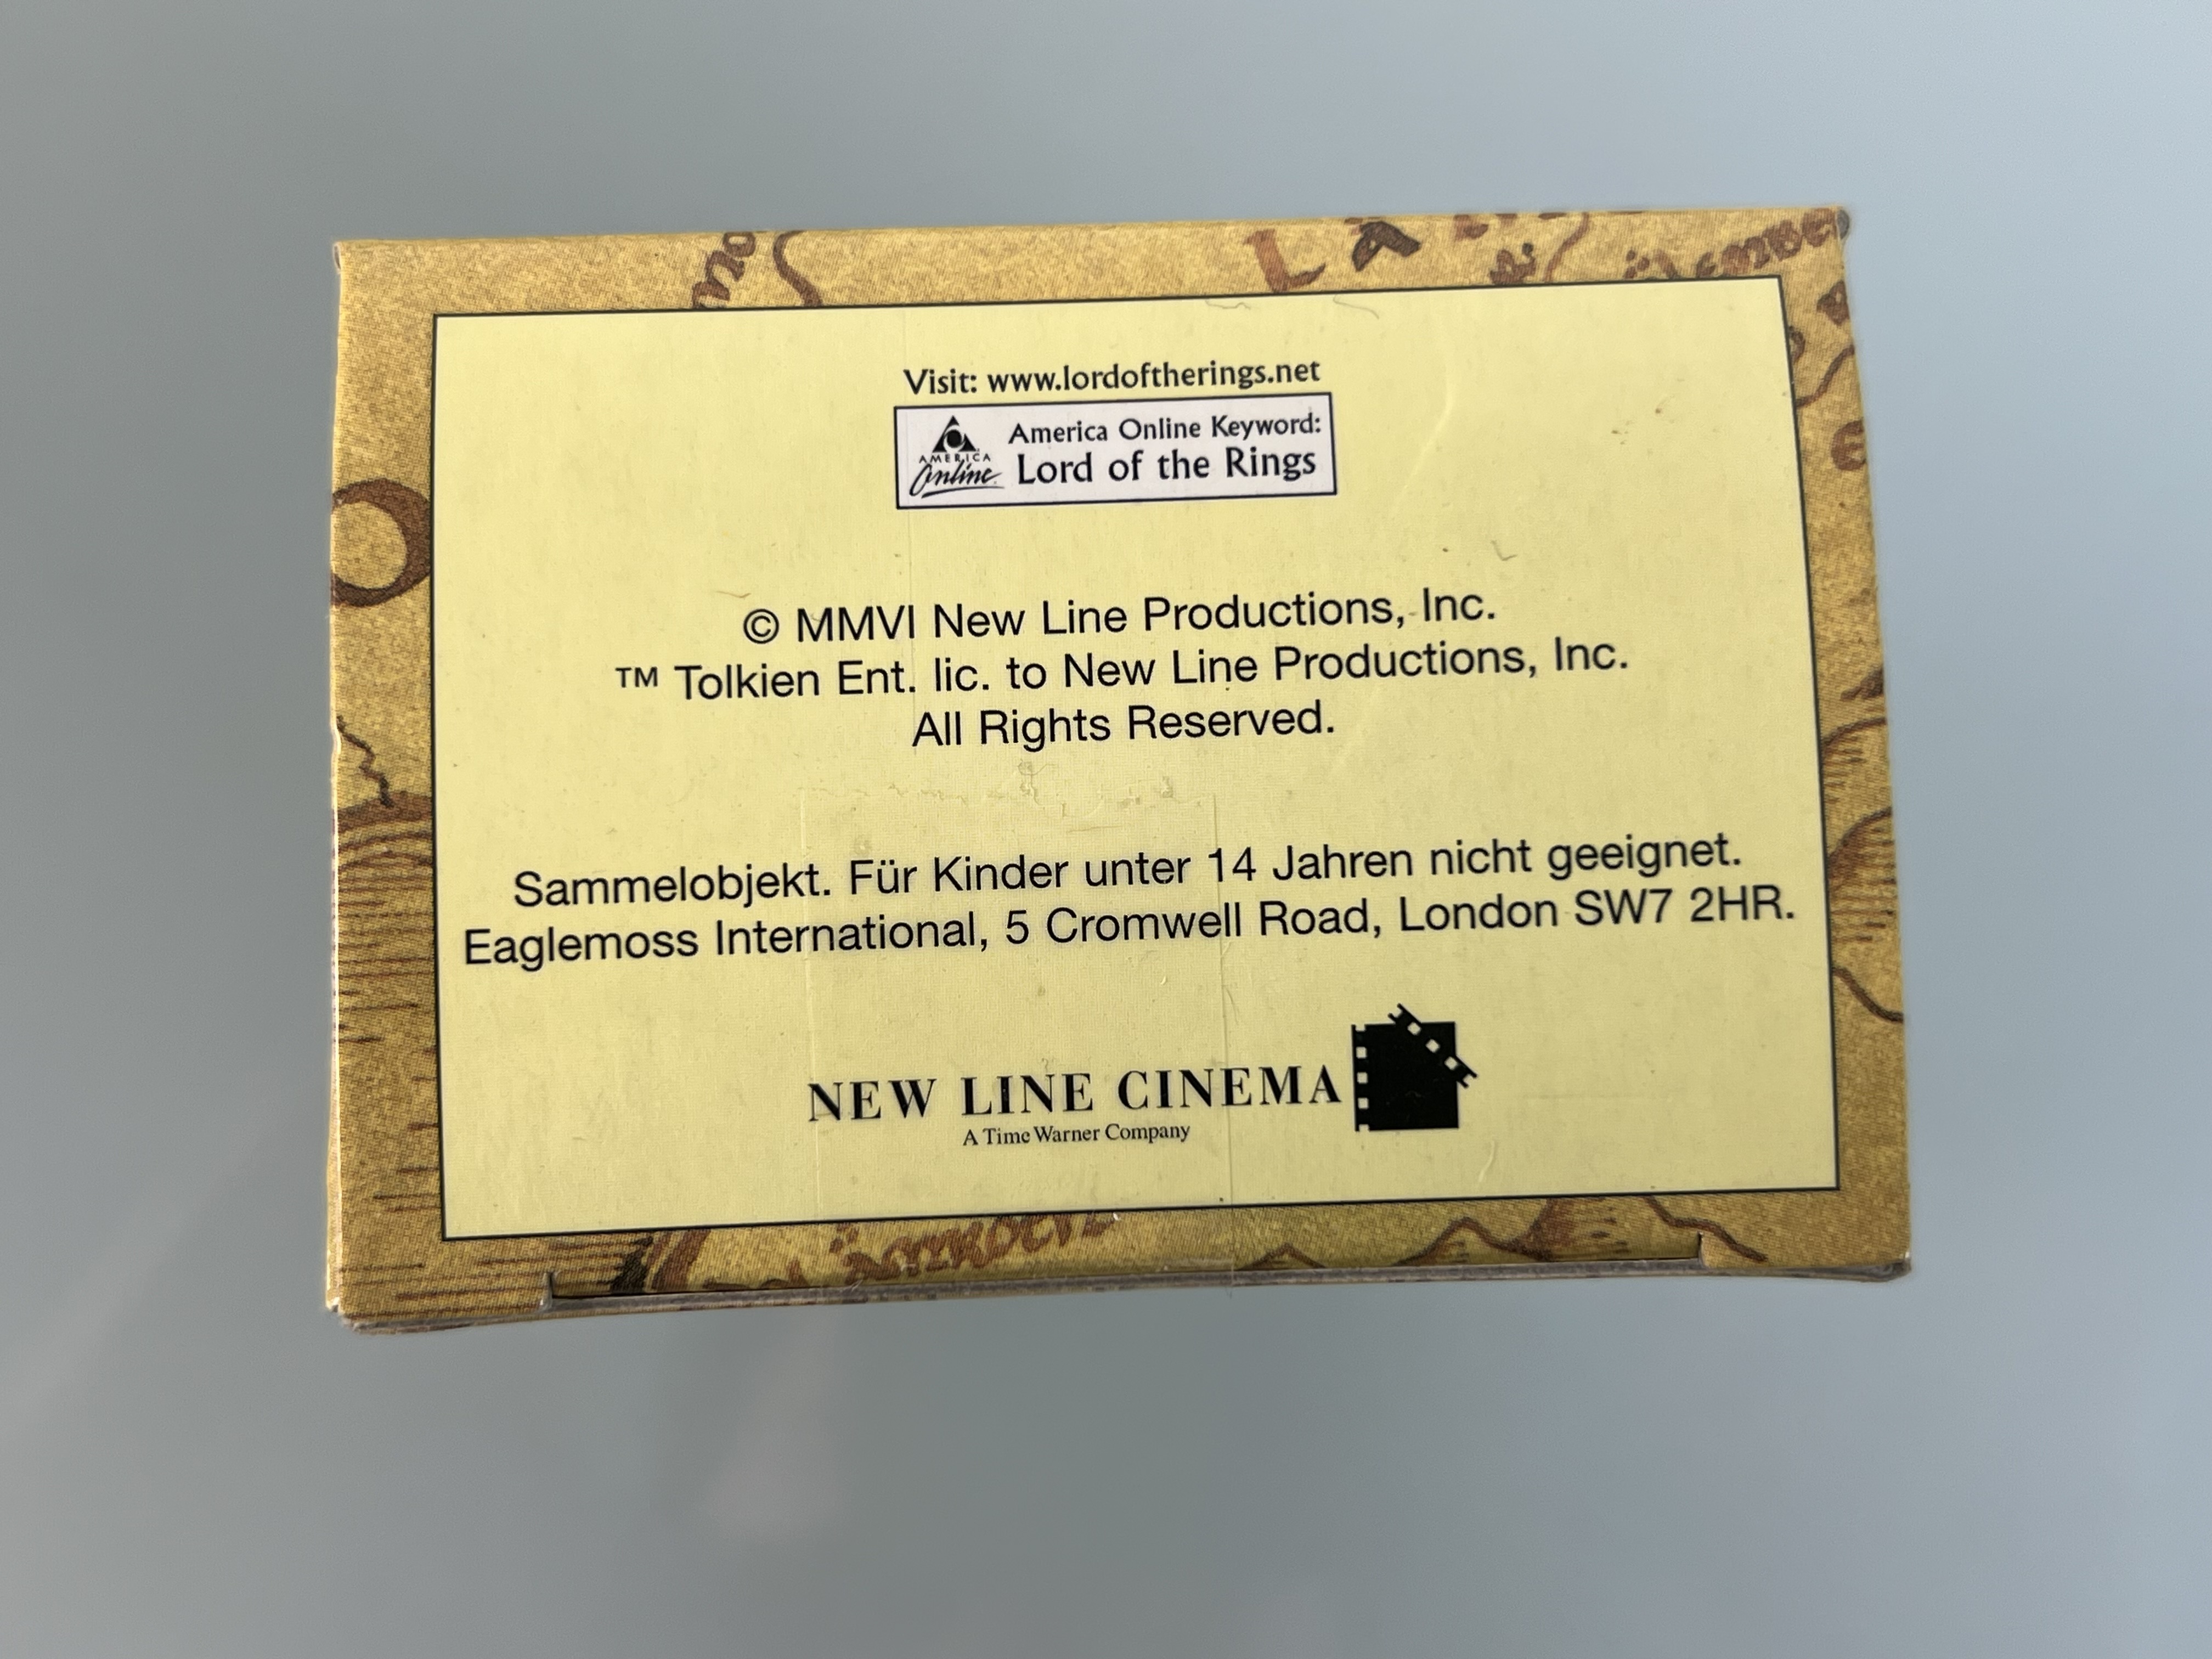 Visit: www.lordoftherings.net
America Online Keyword:
AMERICA
Online Lord of the Rings
© MMVI New Line Productions, Inc.
™ Tolkien Ent. lic. to New Line Productions, Inc.
All Rights Reserved.
Sammelobjekt. Für Kinder unter 14 Jahren nicht geeignet.
Eaglemoss International, 5 Cromwell Road, London SW7 2HR.
NEW LINE CINEMA
A Time Warner Company